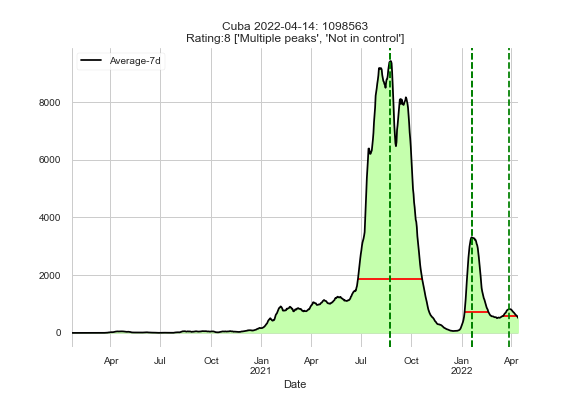 Cuba 2022-04-14: 1098563
Rating:8 ['Multiple peaks', 'Not in control']
Average-7d
8000
6000
4000
2000
0
Apr Jul Oct Jan Apr Jul Oct Jan Apr
2021 2022
Date